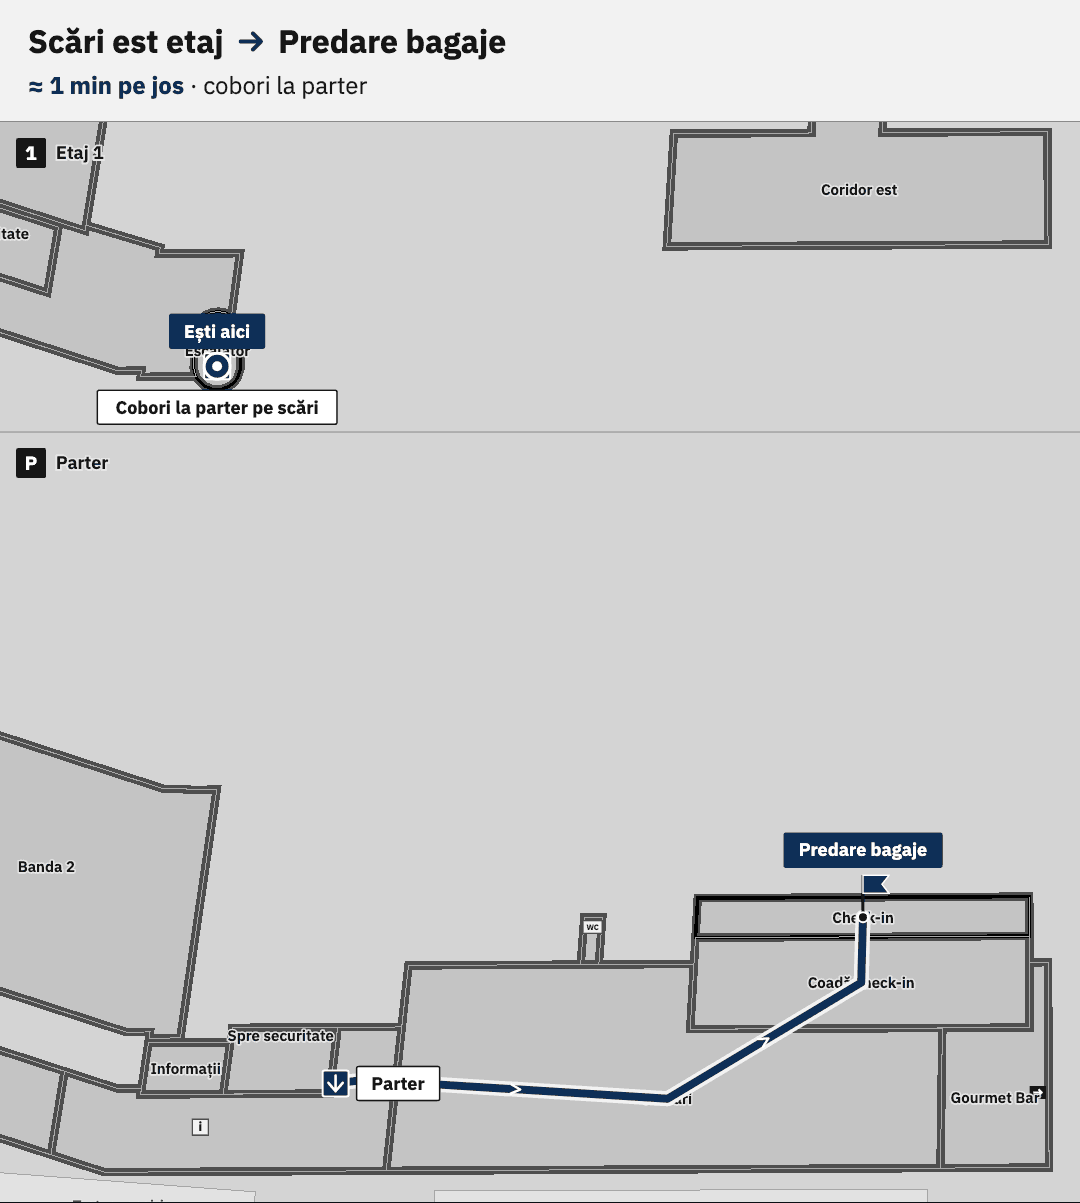 Scări est etaj → Predare bagaje
≈ 1 min pe jos · cobori la parter
1 Etaj 1
Coridor est
tate
Ești aici
Cobori la parter pe scări
P Parter
Banda 2
Predare bagaje
wc
Spre securitate
Informații
Parter
Gourmet Bar
i